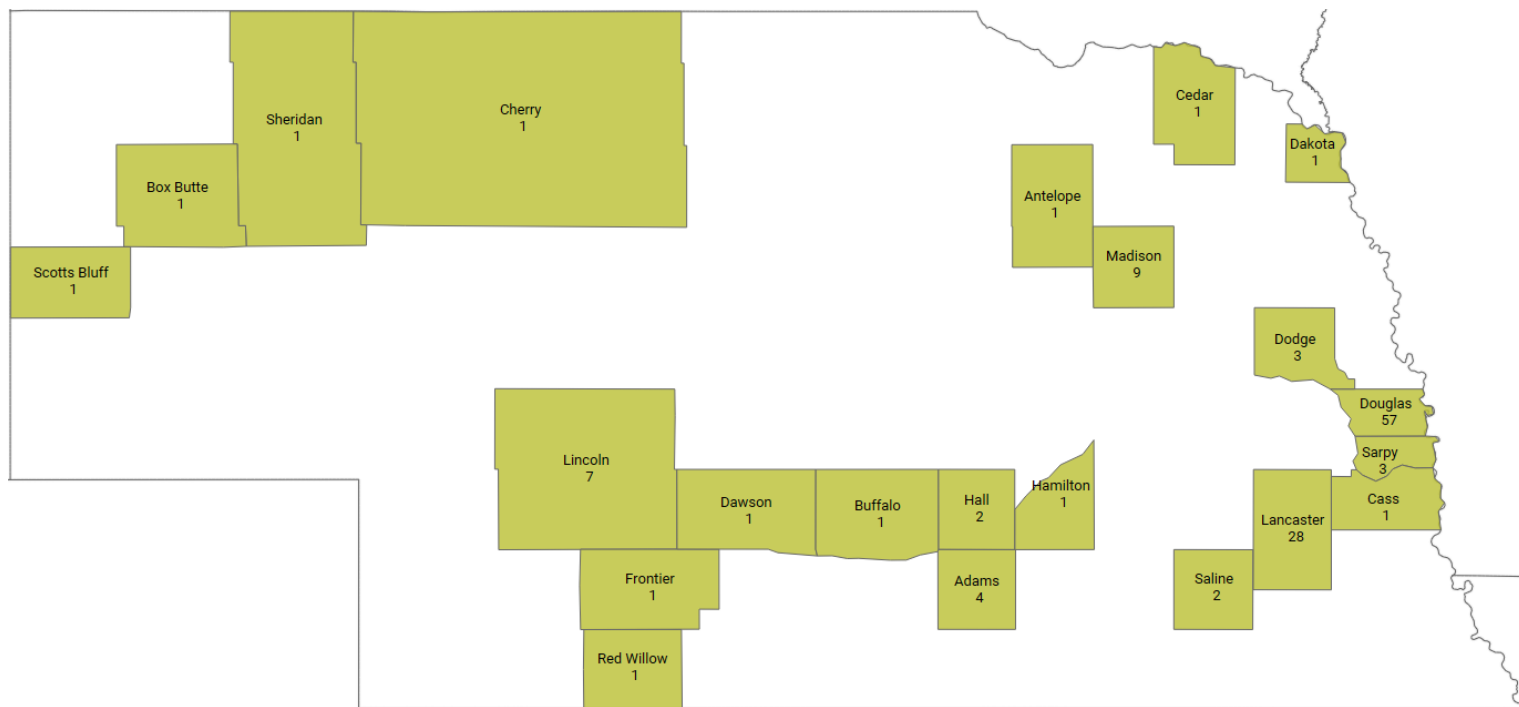 Cedar
1
Cherry
1
Sheridan
1
Dakota
1
Box Butte
1
Antelope
1
Madison
9
Scotts Bluff
1
Dodge
3
Douglas
57
Sarpy
3
Lincoln
7
Hamilton
1
Dawson
1
Buffalo
1
Hall
2
Cass
1
Lancaster
28
Frontier
1
Adams
4
Saline
2
Red Willow
1